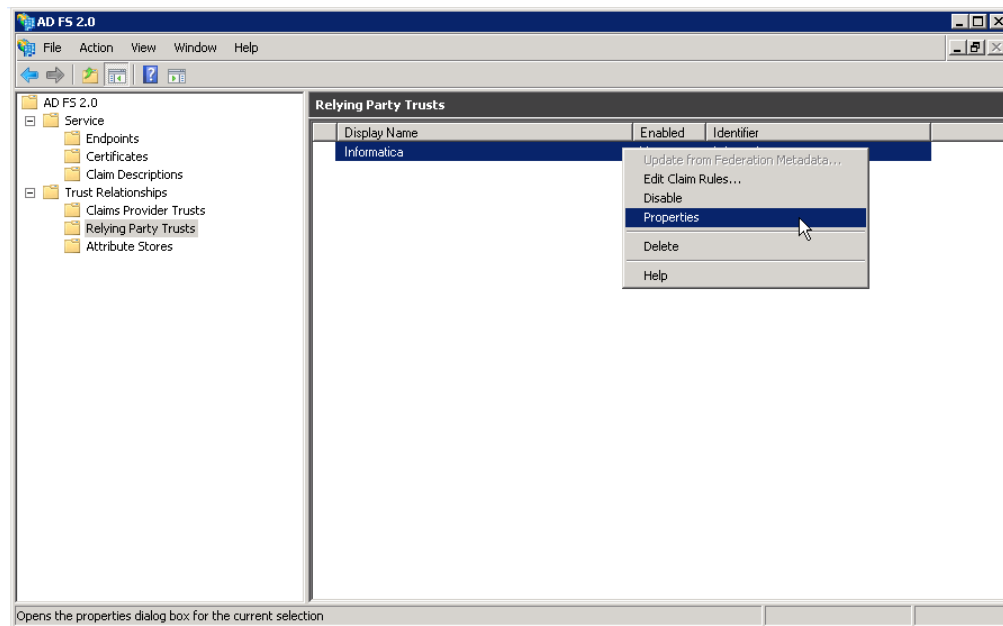 AD FS 2.0
File Action View Window Help
AD FS 2.0
Service
Endpoints
Certificates
Claim Descriptions
Trust Relationships
Claims Provider Trusts
Relying Party Trusts
Attribute Stores
Relying Party Trusts
Display Name Enabled Identifier
Informatica
Update from Federation Metadata...
Edit Claim Rules...
Disable
Properties
Delete
Help
Opens the properties dialog box for the current selection